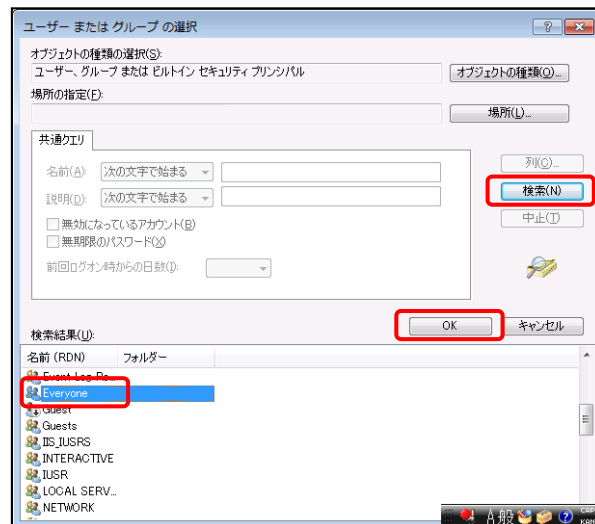 ユーザー または グループ の選択
オブジェクトの種類の選択(S):
ユーザー、グループ または ビルトイン セキュリティ プリンシパル
オブジェクトの種類(O)...
場所の指定(F):
場所(L)...
共通クエリ
名前(A): 次の文字で始まる
列(C)...
説明(D): 次の文字で始まる
検索(N)
無効になっているアカウント(B)
中止(T)
無期限のパスワード(X)
前回ログオン時からの日数(I):
OK
キャンセル
検索結果(U):
名前 (RDN) フォルダー
Event Log Re...
Everyone
Guest
Guests
IIS_IUSRS
INTERACTIVE
IUSR
LOCAL SERV...
NETWORK
A 般
CAP
KANA